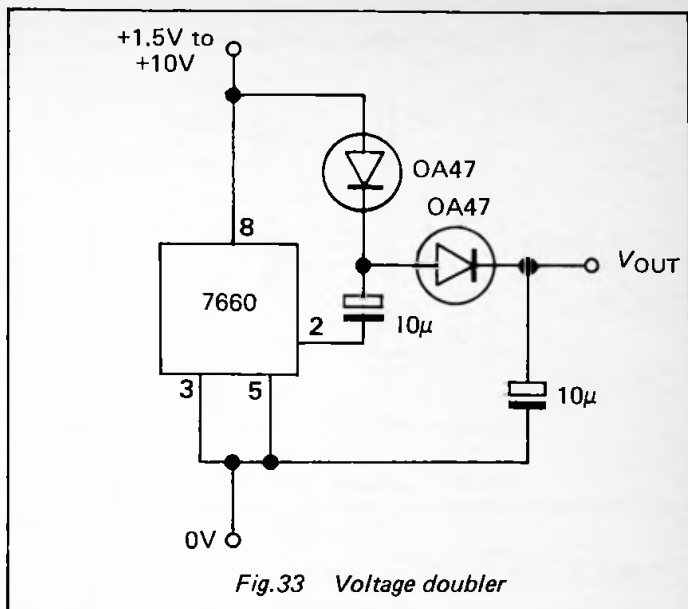 +1.5V to
+10V
OA47
OA47
8
VOUT
7660
2
10μ
3
5
10μ
0V
Fig.33 Voltage doubler